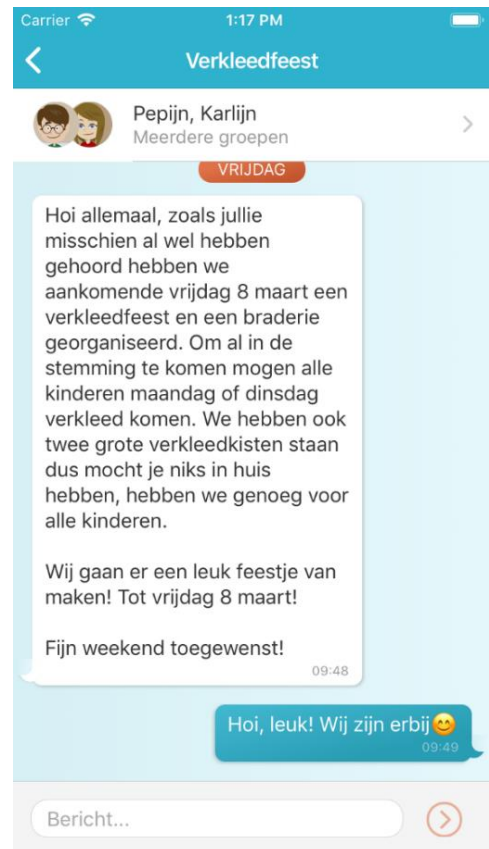 Carrier 1:17 PM
Verkleedfeest
Pepijn, Karlijn
Meerdere groepen
VRIJDAG
Hoi allemaal, zoals jullie
misschien al wel hebben
gehoord hebben we
aankomende vrijdag 8 maart een
verkleedfeest en een braderie
georganiseerd. Om al in de
stemming te komen mogen alle
kinderen maandag of dinsdag
verkleed komen. We hebben ook
twee grote verkleedkisten staan
dus mocht je niks in huis
hebben, hebben we genoeg voor
alle kinderen.
Wij gaan er een leuk feestje van
maken! Tot vrijdag 8 maart!
Fijn weekend toegewenst!
09:48
Hoi, leuk! Wij zijn erbij😊
09:49
Bericht...